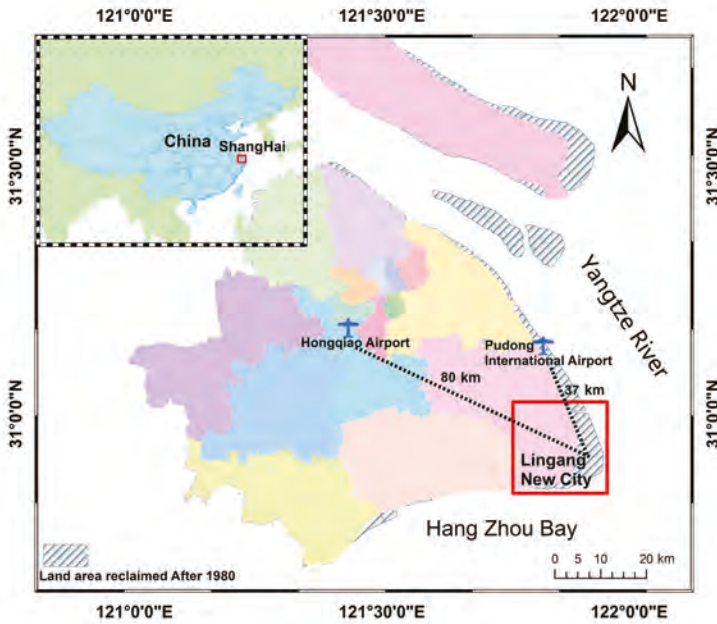 121°0'0"E
121°30'0"E
122°0'0"E
31°30'0"N
31°0'0"N
31°30'0"N
31°0'0"N
N
China
ShangHai
Yangtze River
Hongqiao Airport
Pudong
International Airport
80 km
37 km
Lingang
New City
Hang Zhou Bay
Land area reclaimed After 1980
0 5 10 20 km
121°0'0"E
121°30'0"E
122°0'0"E